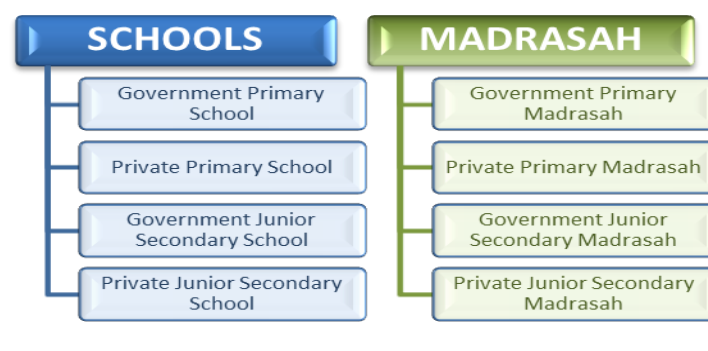 SCHOOLS
Government Primary
School
Private Primary School
Government Junior
Secondary School
Private Junior Secondary
School
MADRASAH
Government Primary
Madrasah
Private Primary Madrasah
Government Junior
Secondary Madrasah
Private Junior Secondary
Madrasah